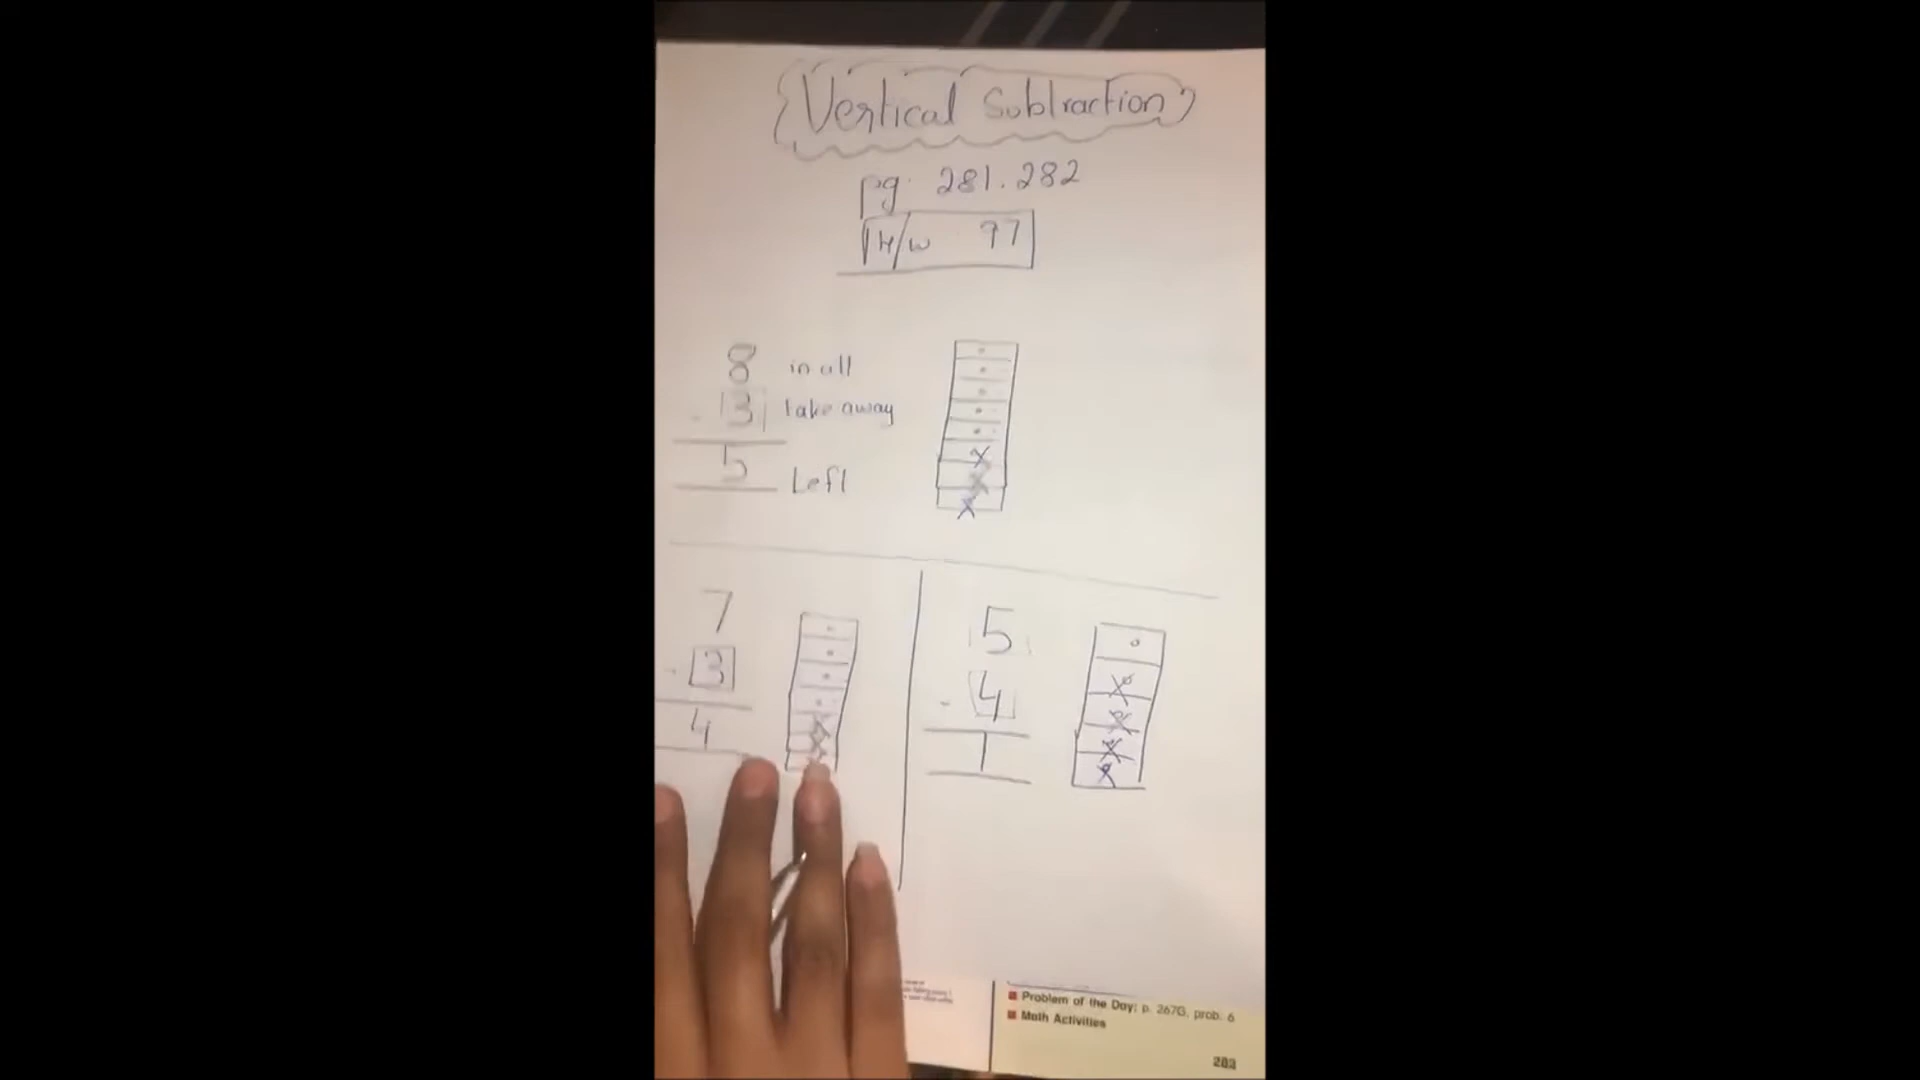 Vertical Subtraction
pg. 281.282
H/w 97
8 in all
- 3 take away
5 Left
7
- 3
4
5
- 4
1
Problem of the Day; p. 267G, prob. 6
Math Activities
283